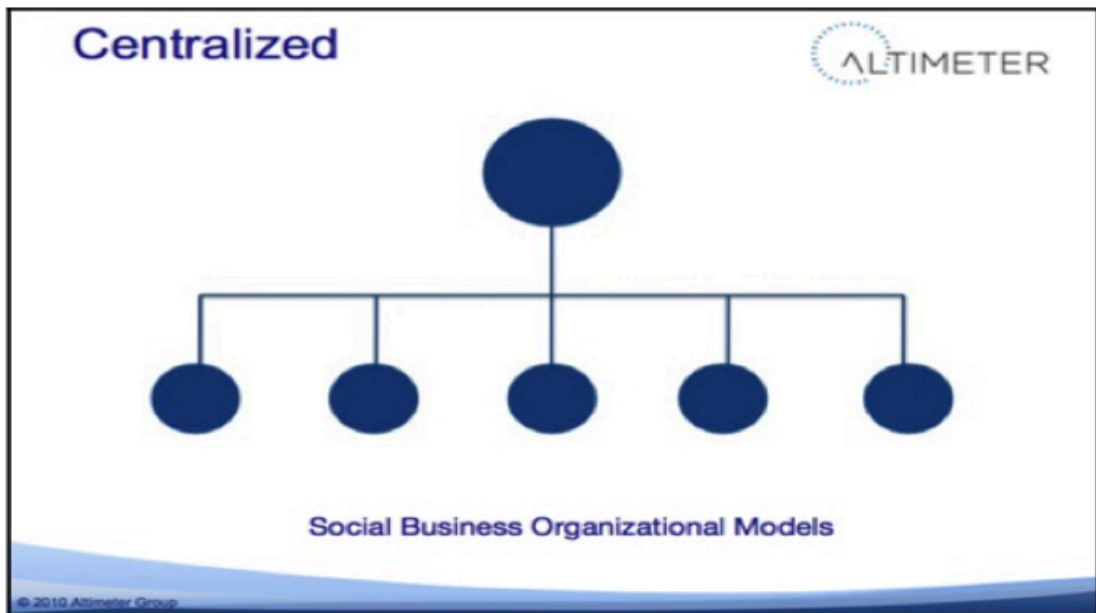 Centralized
ALTIMETER
Social Business Organizational Models
© 2010 Altimeter Group